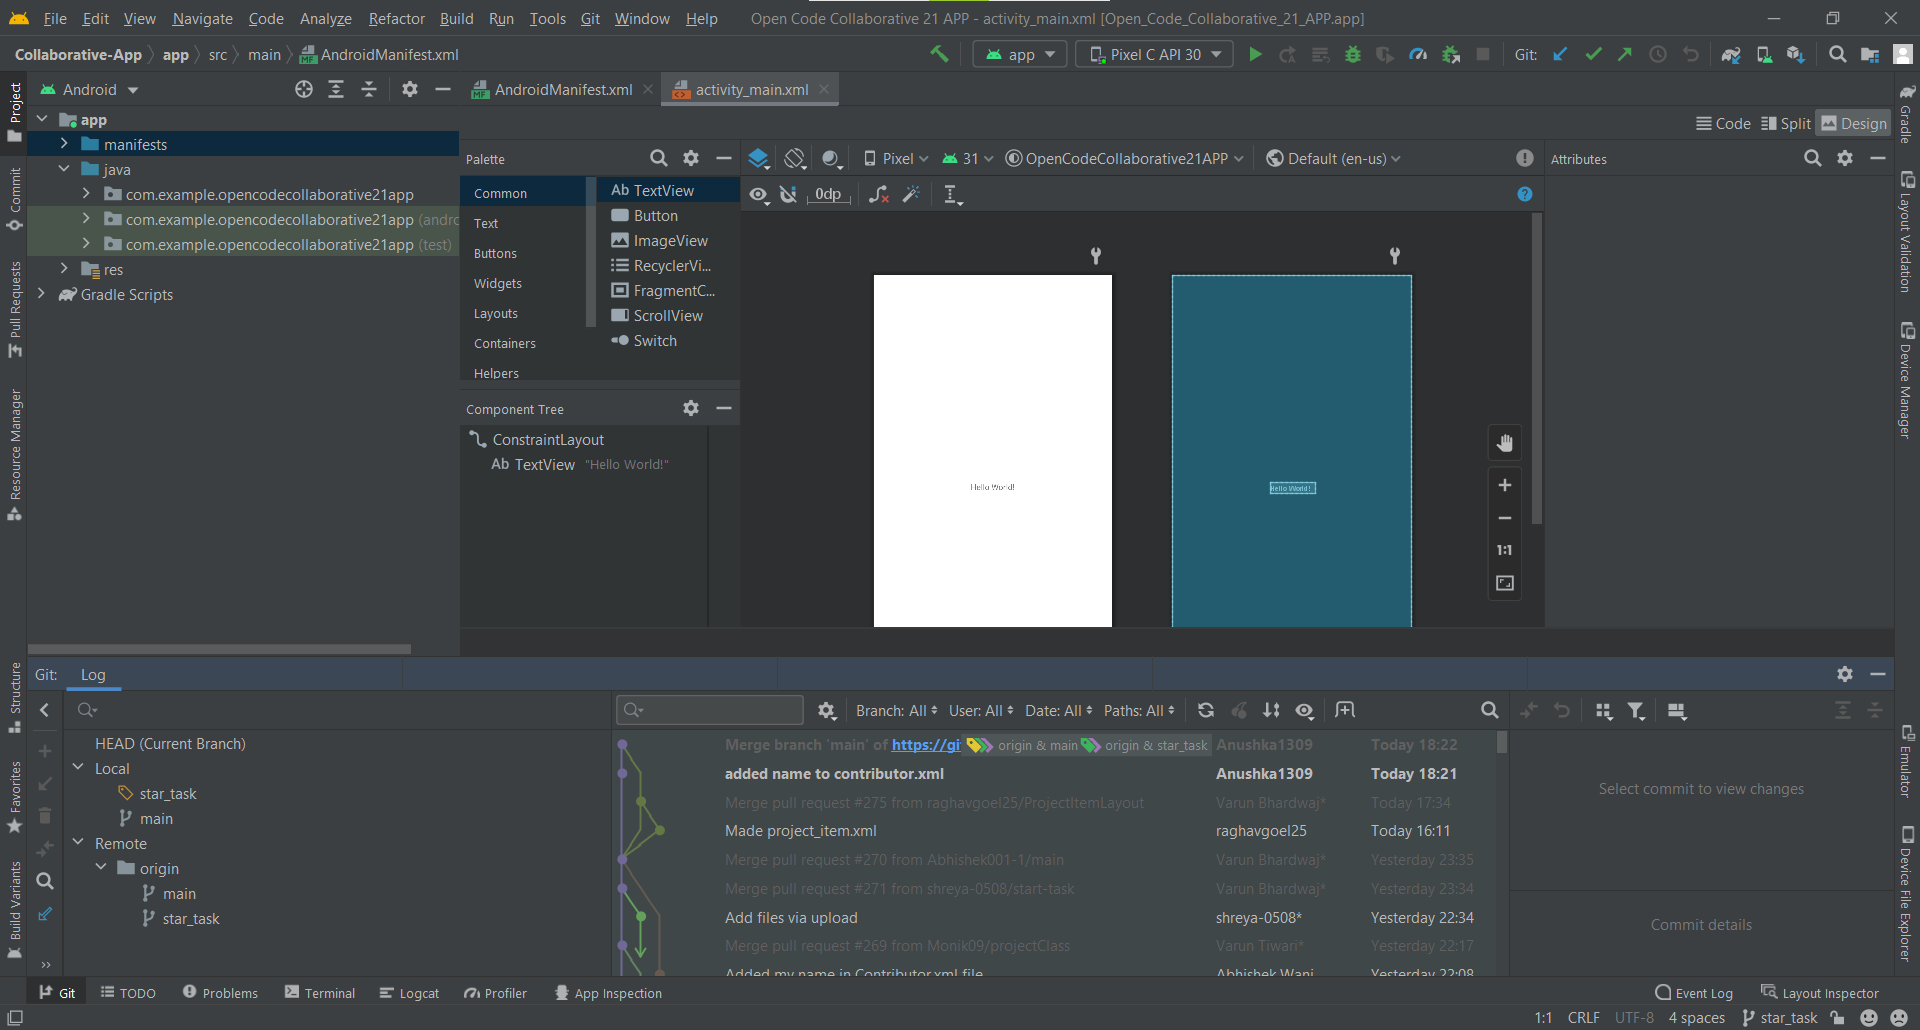 File Edit View Navigate Code Analyze Refactor Build Run Tools Git Window Help Open Code Collaborative 21 APP - activity_main.xml [Open_Code_Collaborative_21_APP.app]
Collaborative-App app src main AndroidManifest.xml app Pixel C API 30 Git:
Android AndroidManifest.xml activity_main.xml
Code Split Design
app
manifests
java
com.example.opencodecollaborative21app
com.example.opencodecollaborative21app (andro
com.example.opencodecollaborative21app (test)
res
Gradle Scripts
Project
Commit
Pull Requests
Resource Manager
Structure
Favorites
Build Variants
Palette
Common
Text
Buttons
Widgets
Layouts
Containers
Helpers
Ab TextView
Button
ImageView
RecyclerVi...
FragmentC...
ScrollView
Switch
Component Tree
ConstraintLayout
Ab TextView "Hello World!"
Pixel 31 OpenCodeCollaborative21APP Default (en-us)
0dp
Hello World!
Hello World!
1:1
Attributes
Gradle
Layout Validation
Device Manager
Emulator
Device File Explorer
Git: Log
HEAD (Current Branch)
Local
star_task
main
Remote
origin
main
star_task
Branch: All User: All Date: All Paths: All
Merge branch 'main' of https://gi origin & main origin & star_task Anushka1309 Today 18:22
added name to contributor.xml Anushka1309 Today 18:21
Merge pull request #275 from raghavgoel25/ProjectItemLayout Varun Bhardwaj* Today 17:34
Made project_item.xml raghavgoel25 Today 16:11
Merge pull request #270 from Abhishek001-1/main Varun Bhardwaj* Yesterday 23:35
Merge pull request #271 from shreya-0508/start-task Varun Bhardwaj* Yesterday 23:34
Add files via upload shreya-0508* Yesterday 22:34
Merge pull request #269 from Monik09/projectClass Varun Tiwari* Yesterday 22:17
Added my name in Contributor.xml file Abhishek Wani Yesterday 22:08
Select commit to view changes
Commit details
Git TODO Problems Terminal Logcat Profiler App Inspection Event Log Layout Inspector
1:1 CRLF UTF-8 4 spaces star_task